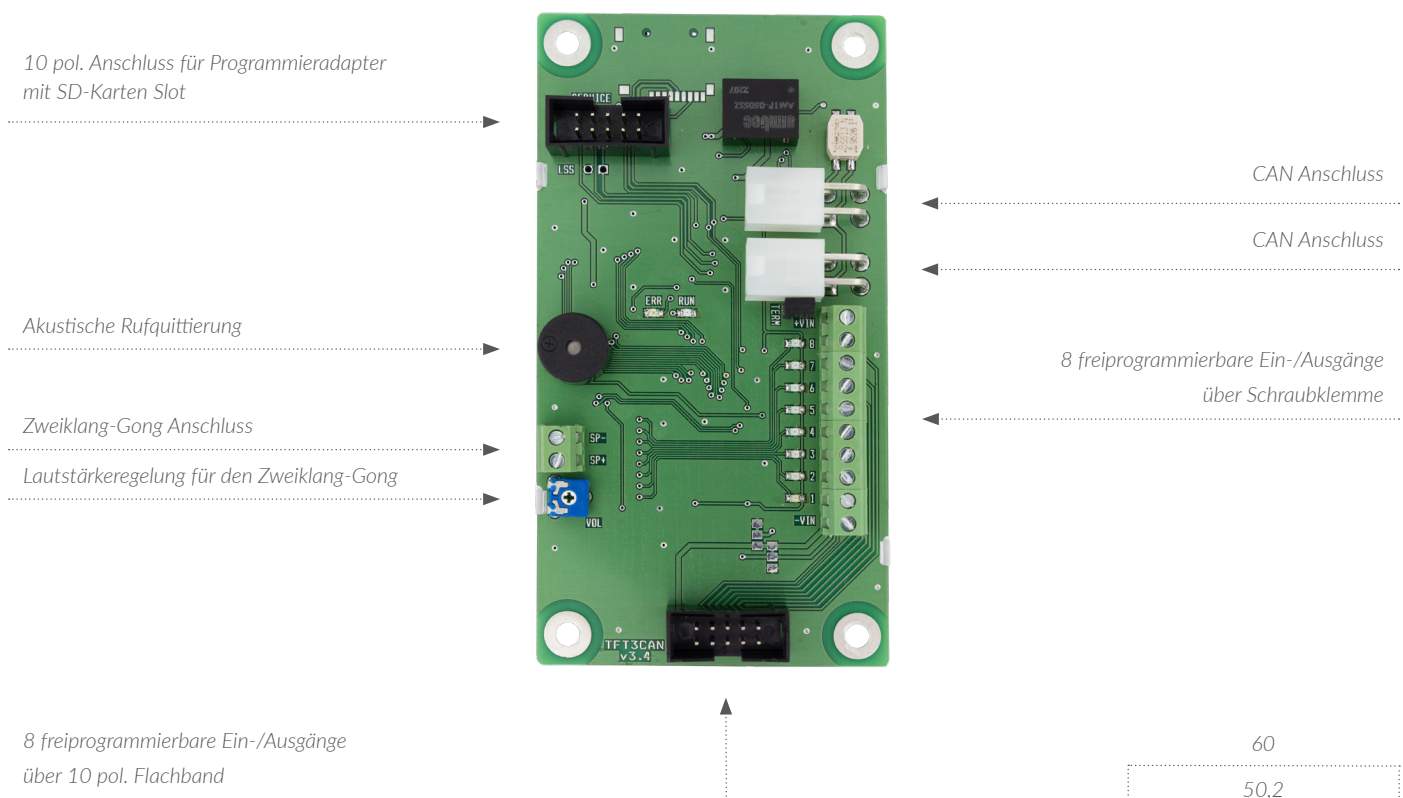 10 pol. Anschluss für Programmieradapter
mit SD-Karten Slot
CAN Anschluss
CAN Anschluss
Akustische Rufquittierung
8 freiprogrammierbare Ein-/Ausgänge
über Schraubklemme
Zweiklang-Gong Anschluss
Lautstärkeregelung für den Zweiklang-Gong
SERVICE
LSS
ERR RUN
TERM
+VIN
8
7
6
5
4
3
2
1
-VIN
SP-
SP+
VOL
TFT3CAN
v3.4
8 freiprogrammierbare Ein-/Ausgänge
über 10 pol. Flachband
60
50,2